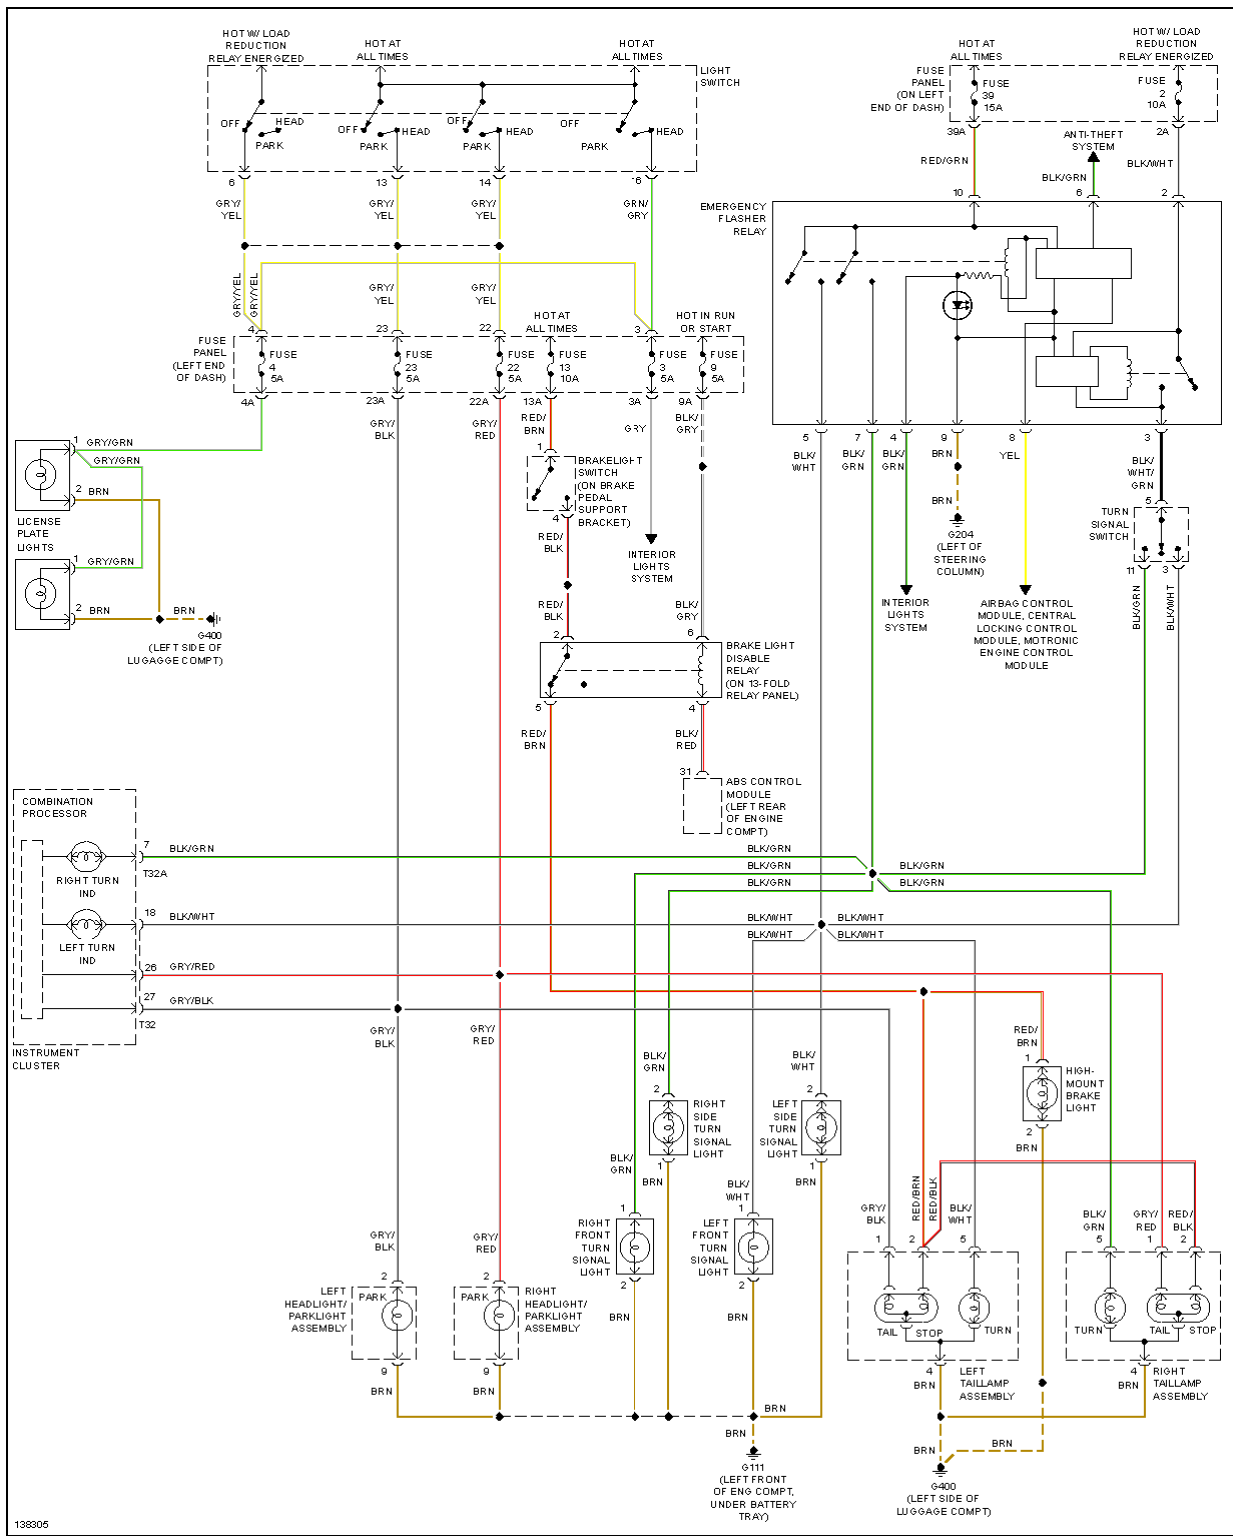 HOT W/ LOAD
REDUCTION
RELAY ENERGIZED
HOT AT
ALL TIMES
HOT AT
ALL TIMES
LIGHT
SWITCH
OFF
HEAD
PARK
OFF
HEAD
PARK
OFF
HEAD
PARK
OFF
HEAD
PARK
6
13
14
16
GRY/
YEL
GRY/
YEL
GRY/
YEL
GRN/
GRY
GRY/YEL
GRY/YEL
GRY/
YEL
GRY/
YEL
HOT AT
ALL TIMES
HOT IN RUN
OR START
4
23
22
3
FUSE
PANEL
(LEFT END
OF DASH)
FUSE
4
5A
FUSE
23
5A
FUSE
22
5A
FUSE
13
10A
FUSE
3
5A
FUSE
9
5A
4A
23A
22A
13A
3A
9A
GRY/
BLK
GRY/
RED
RED/
BRN
GRY
BLK/
GRY
HOT AT
ALL TIMES
HOT W/ LOAD
REDUCTION
RELAY ENERGIZED
FUSE
PANEL
(ON LEFT
END OF DASH)
FUSE
39
15A
FUSE
2
10A
39A
2A
ANTI-THEFT
SYSTEM
RED/GRN
BLK/GRN
BLK/WHT
10
6
2
EMERGENCY
FLASHER
RELAY
5
7
4
9
8
3
BLK/
WHT
BLK/
GRN
BLK/
GRN
BRN
YEL
BLK/
WHT/
GRN
BRN
G204
(LEFT OF
STEERING
COLUMN)
5
TURN
SIGNAL
SWITCH
11
3
BLK/GRN
BLK/WHT
INTERIOR
LIGHTS
SYSTEM
AIRBAG CONTROL
MODULE, CENTRAL
LOCKING CONTROL
MODULE, MOTRONIC
ENGINE CONTROL
MODULE
1
GRY/GRN
GRY/GRN
2
BRN
LICENSE
PLATE
LIGHTS
1
GRY/GRN
2
BRN
BRN
G400
(LEFT SIDE OF
LUGAGGE COMPT)
1
BRAKELIGHT
SWITCH
(ON BRAKE
PEDAL
SUPPORT
BRACKET)
4
RED/
BLK
INTERIOR
LIGHTS
SYSTEM
RED/
BLK
BLK/
GRY
2
6
BRAKE LIGHT
DISABLE
RELAY
(ON 13-FOLD
RELAY PANEL)
5
4
RED/
BRN
BLK/
RED
31
ABS CONTROL
MODULE
(LEFT REAR
OF ENGINE
COMPT)
COMBINATION
PROCESSOR
7
BLK/GRN
T32A
RIGHT TURN
IND
18
BLK/WHT
LEFT TURN
IND
26
GRY/RED
27
GRY/BLK
T32
INSTRUMENT
CLUSTER
BLK/GRN
BLK/GRN
BLK/GRN
BLK/GRN
BLK/GRN
BLK/WHT
BLK/WHT
BLK/WHT
BLK/WHT
GRY/
BLK
GRY/
RED
BLK/
GRN
BLK/
WHT
RED/
BRN
1
HIGH-
MOUNT
BRAKE
LIGHT
2
BRN
2
RIGHT
SIDE
TURN
SIGNAL
LIGHT
1
BRN
2
LEFT
SIDE
TURN
SIGNAL
LIGHT
1
BRN
BLK/
GRN
BLK/
WHT
1
RIGHT
FRONT
TURN
SIGNAL
LIGHT
2
BRN
1
LEFT
FRONT
TURN
SIGNAL
LIGHT
2
BRN
GRY/
BLK
GRY/
RED
2
PARK
LEFT
HEADLIGHT/
PARKLIGHT
ASSEMBLY
9
BRN
2
PARK
RIGHT
HEADLIGHT/
PARKLIGHT
ASSEMBLY
9
BRN
BRN
BRN
G111
(LEFT FRONT
OF ENG COMPT,
UNDER BATTERY
TRAY)
GRY/
BLK
RED/BRN
RED/BLK
BLK/
WHT
1
2
5
TAIL
STOP
TURN
4
LEFT
TAILLAMP
ASSEMBLY
BRN
BLK/
GRN
GRY/
RED
RED/
BLK
5
1
2
TURN
TAIL
STOP
4
RIGHT
TAILLAMP
ASSEMBLY
BRN
BRN
BRN
G400
(LEFT SIDE OF
LUGGAGE COMPT)
138305